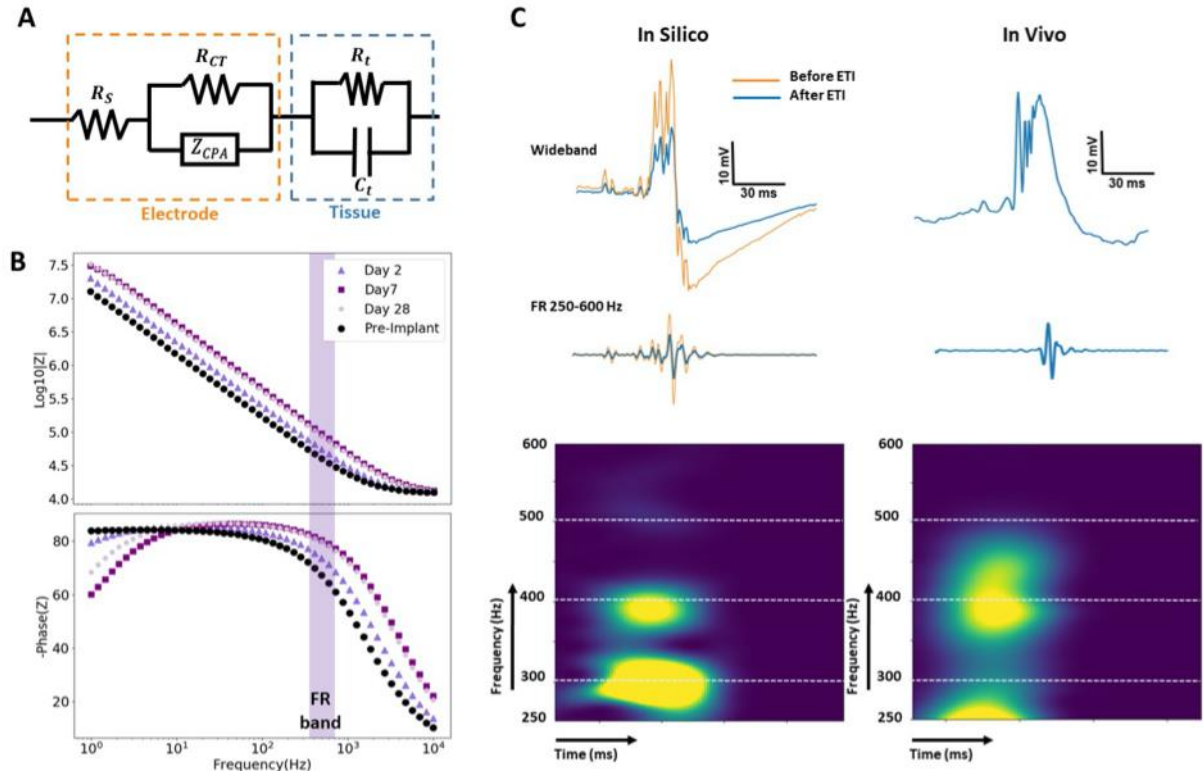 A
R_S
R_CT
Z_CPA
R_t
C_t
Electrode
Tissue
B
7.5
7.0
6.5
6.0
5.5
5.0
4.5
4.0
Log10|Z|
Day 2
Day7
Day 28
Pre-Implant
80
60
40
20
-Phase(Z)
FR
band
10^0
10^1
10^2
10^3
10^4
Frequency(Hz)
C
In Silico
In Vivo
Before ETI
After ETI
Wideband
10 mV
30 ms
10 mV
30 ms
FR 250-600 Hz
600
500
400
300
250
Frequency (Hz)
Time (ms)
600
500
400
300
250
Frequency (Hz)
Time (ms)